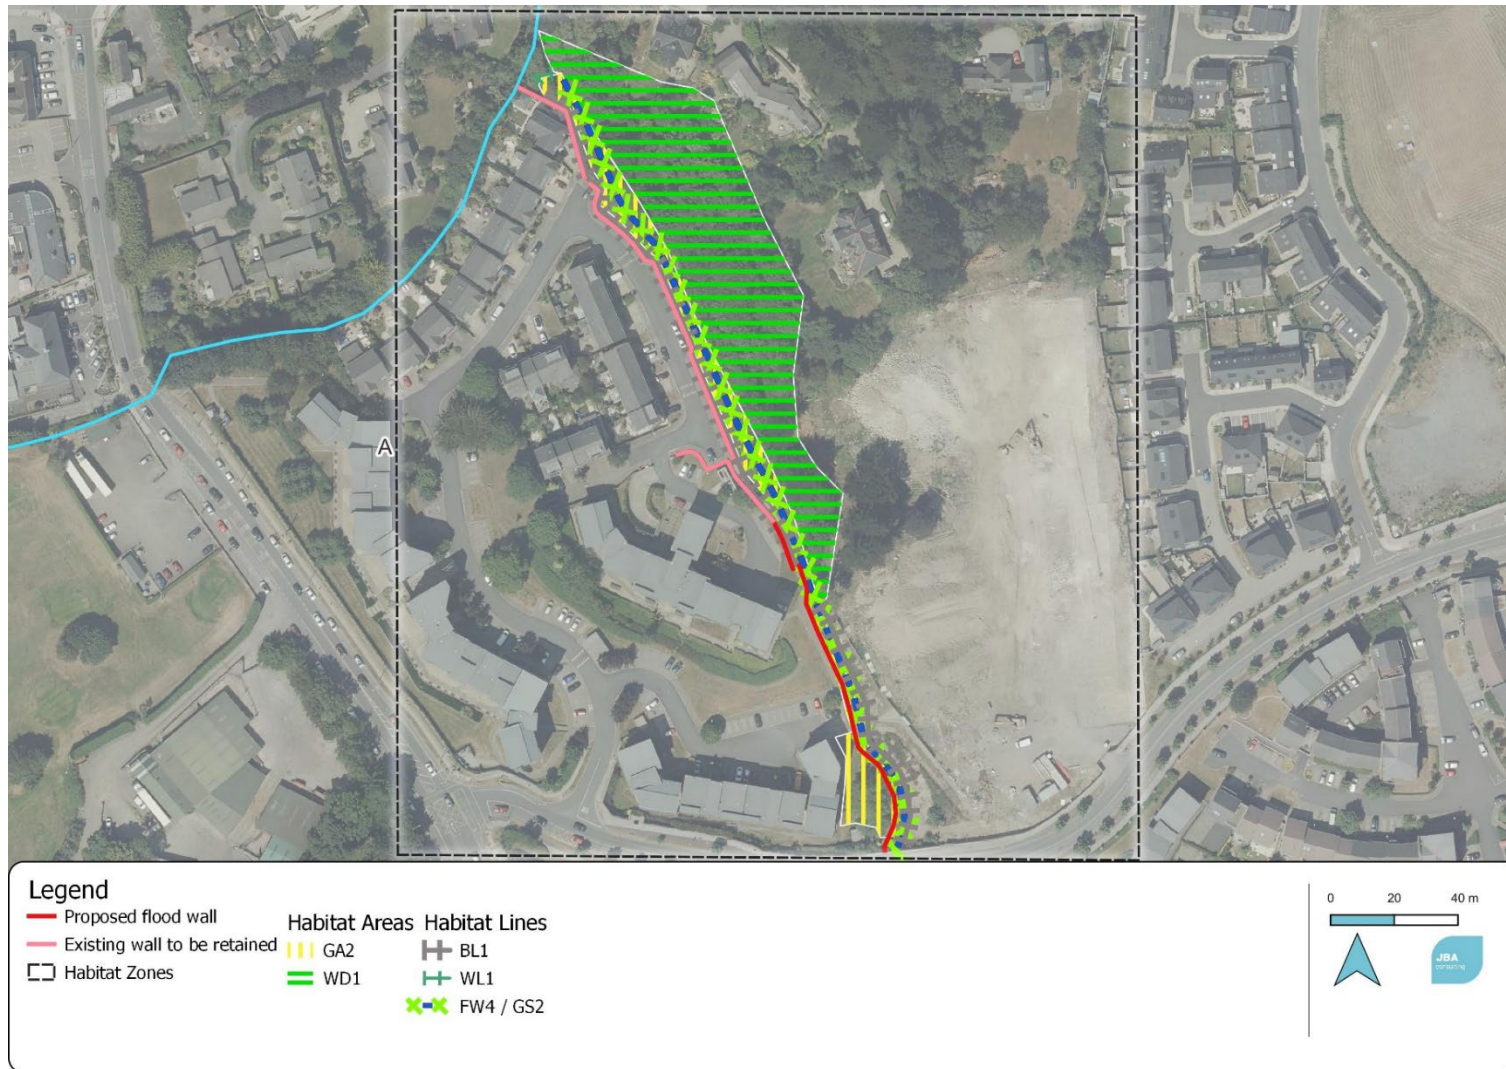 A
Legend
Proposed flood wall
Existing wall to be retained
Habitat Zones
Habitat Areas
GA2
WD1
Habitat Lines
BL1
WL1
FW4 / GS2
0 20 40 m
JBA
consulting